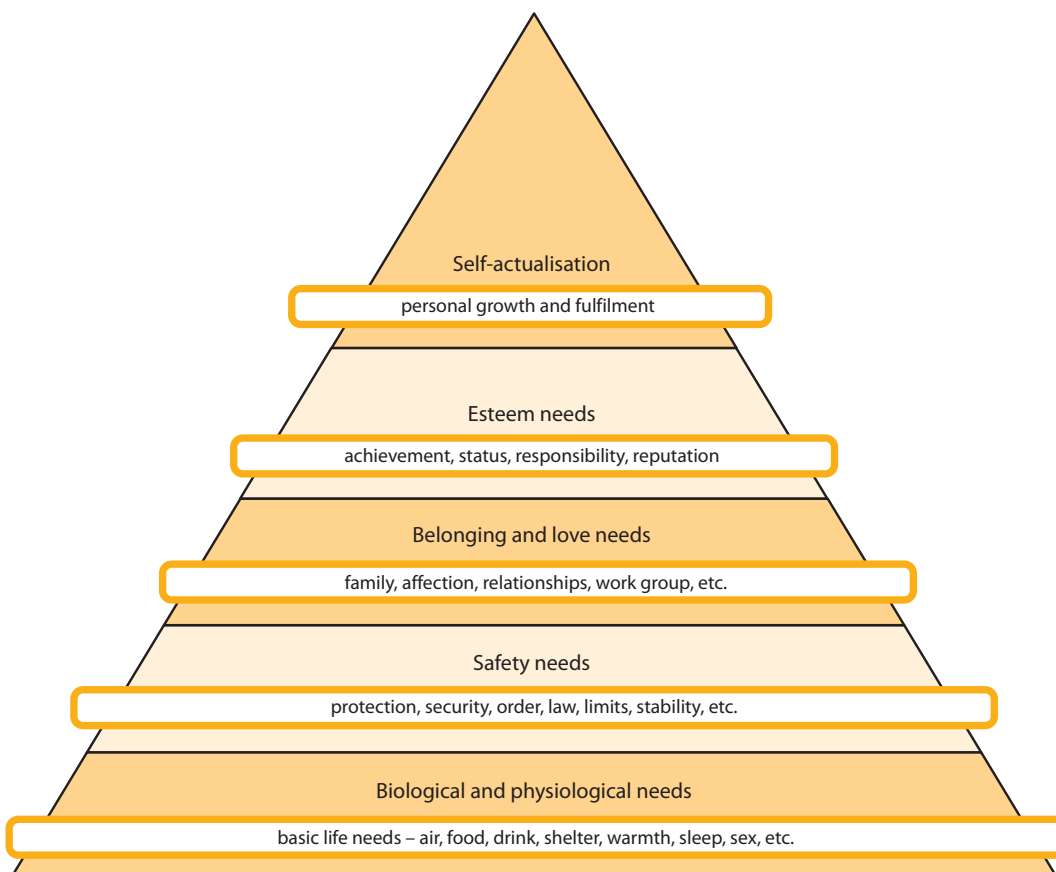 Self-actualisation
personal growth and fulfilment
Esteem needs
achievement, status, responsibility, reputation
Belonging and love needs
family, affection, relationships, work group, etc.
Safety needs
protection, security, order, law, limits, stability, etc.
Biological and physiological needs
basic life needs – air, food, drink, shelter, warmth, sleep, sex, etc.